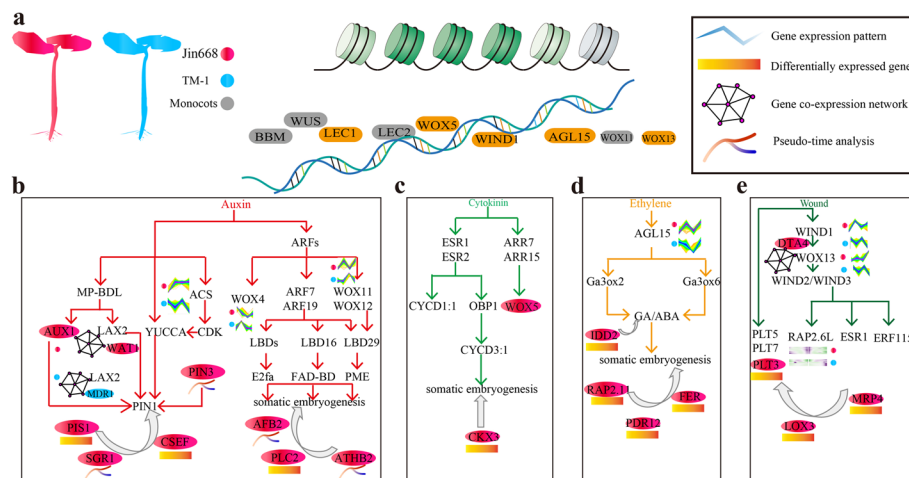 a
Jin668
TM-1
Monocots
BBM
WUS
LEC1
LEC2
WOX5
WIND1
AGL15
WOX11
WOX13
Gene expression pattern
Differentially expressed gene
Gene co-expression network
Pseudo-time analysis
b
Auxin
ARFs
MP-BDL
ACS
WOX4
ARF7
ARF19
WOX11
WOX12
AUX1
LAX2
WAT1
YUCCA
CDK
LBDs
LBD16
LBD29
LAX2
MDR1
PIN3
E2fa
FAD-BD
PME
PIN1
somatic embryogenesis
PIS1
CSEF
SGR1
AFB2
PLC2
ATHB2
c
Cytokinin
ESR1
ESR2
ARR7
ARR15
CYCD1:1
OBP1
WOX5
CYCD3:1
somatic embryogenesis
CKX3
d
Ethylene
AGL15
Ga3ox2
Ga3ox6
GA/ABA
IDD2
somatic embryogenesis
RAP2.11
FER
PDR12
e
Wound
WIND1
DTA4
WOX13
WIND2/WIND3
PLT5
PLT7
PLT3
RAP2.6L
ESR1
ERF115
MRP4
LOX3